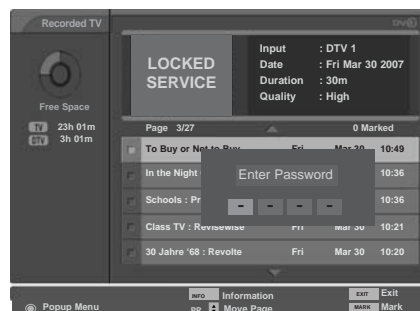 Recorded TV
DVR
LOCKED SERVICE
Input : DTV 1
Date : Fri Mar 30 2007
Duration : 30m
Quality : High
Free Space
TV 23h 01m
DTV 3h 01m
Page 3/27 0 Marked
To Buy or Not to Buy Fri Mar 30 10:49
In the Night 10:36
Schools : Pr 10:36
Class TV : Revisewise Fri Mar 30 10:21
30 Jahre '68 : Revolte Fri Mar 30 10:20
Enter Password
- - - -
INFO Information EXIT Exit
Popup Menu PR Move Page MARK Mark